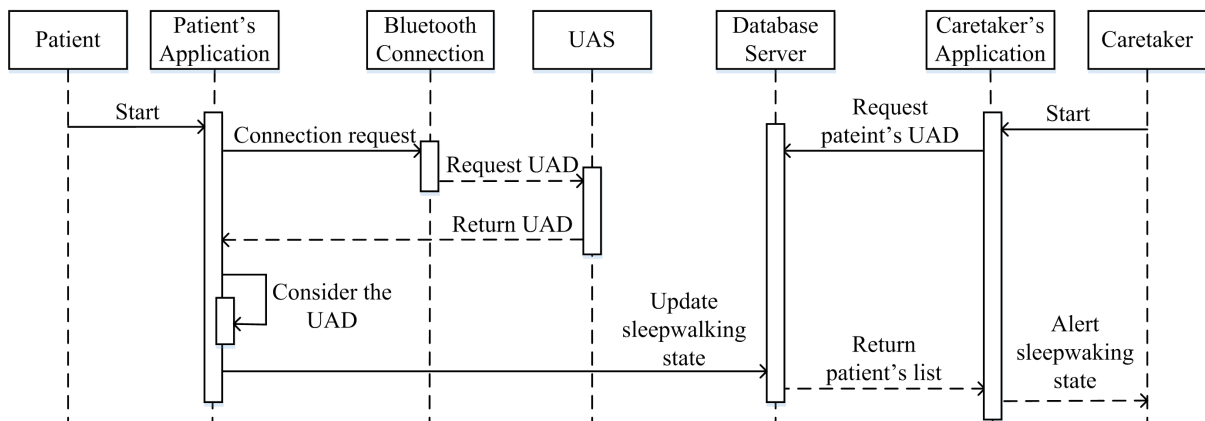 Patient
Patient's
Application
Bluetooth
Connection
UAS
Database
Server
Caretaker's
Application
Caretaker
Start
Connection request
Request UAD
Return UAD
Consider the
UAD
Update
sleepwalking
state
Request
pateint's UAD
Start
Return
patient's list
Alert
sleepwaking
state